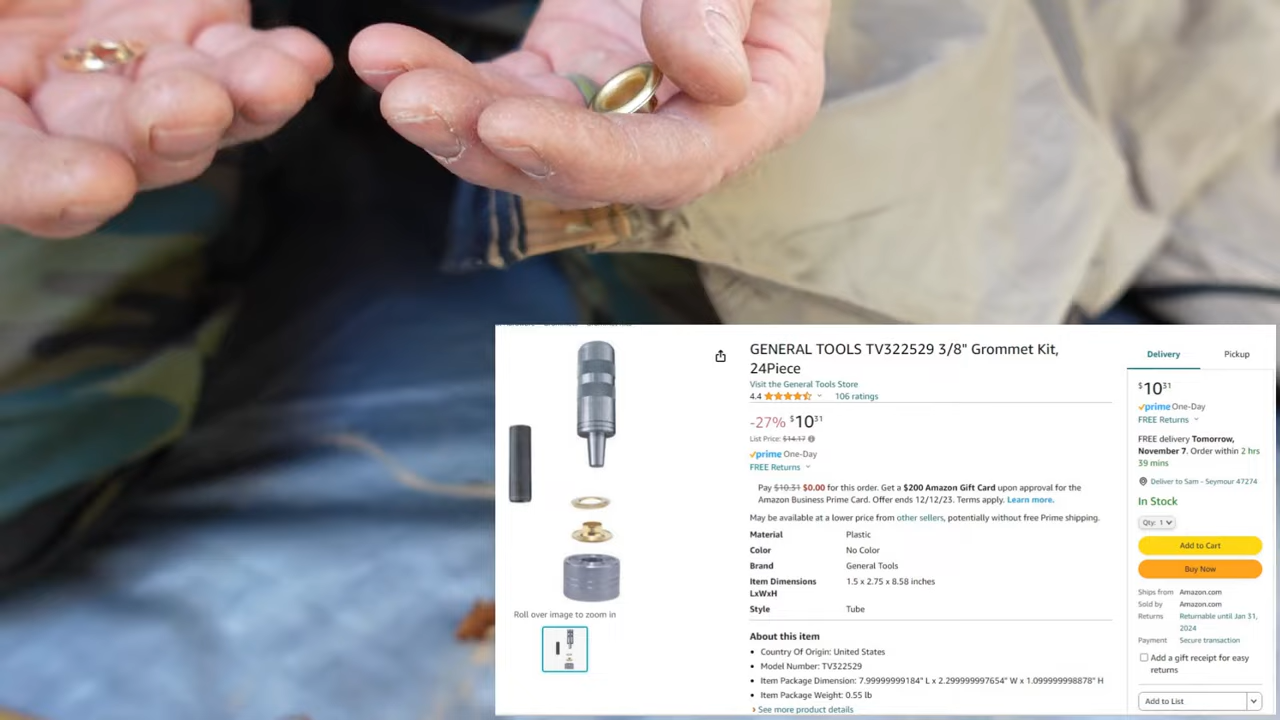 GENERAL TOOLS TV322529 3/8" Grommet Kit,
24Piece
Visit the General Tools Store
4.4 106 ratings
-27% $10 31
List Price: $14.17
prime One-Day
FREE Returns
Pay $10.31 $0.00 for this order. Get a $200 Amazon Gift Card upon approval for the
Amazon Business Prime Card. Offer ends 12/12/23. Terms apply. Learn more.
May be available at a lower price from other sellers, potentially without free Prime shipping.
Material Plastic
Color No Color
Brand General Tools
Item Dimensions 1.5 x 2.75 x 8.58 inches
LxWxH
Style Tube
About this item
• Country Of Origin: United States
• Model Number: TV322529
• Item Package Dimension: 7.99999999184" L x 2.299999997654" W x 1.099999998878" H
• Item Package Weight: 0.55 lb
› See more product details
Roll over image to zoom in
Delivery Pickup
$10 31
prime One-Day
FREE Returns
FREE delivery Tomorrow,
November 7. Order within 2 hrs
39 mins
Deliver to Sam - Seymour 47274
In Stock
Qty: 1
Add to Cart
Buy Now
Ships from Amazon.com
Sold by Amazon.com
Returns Returnable until Jan 31,
2024
Payment Secure transaction
Add a gift receipt for easy
returns
Add to List